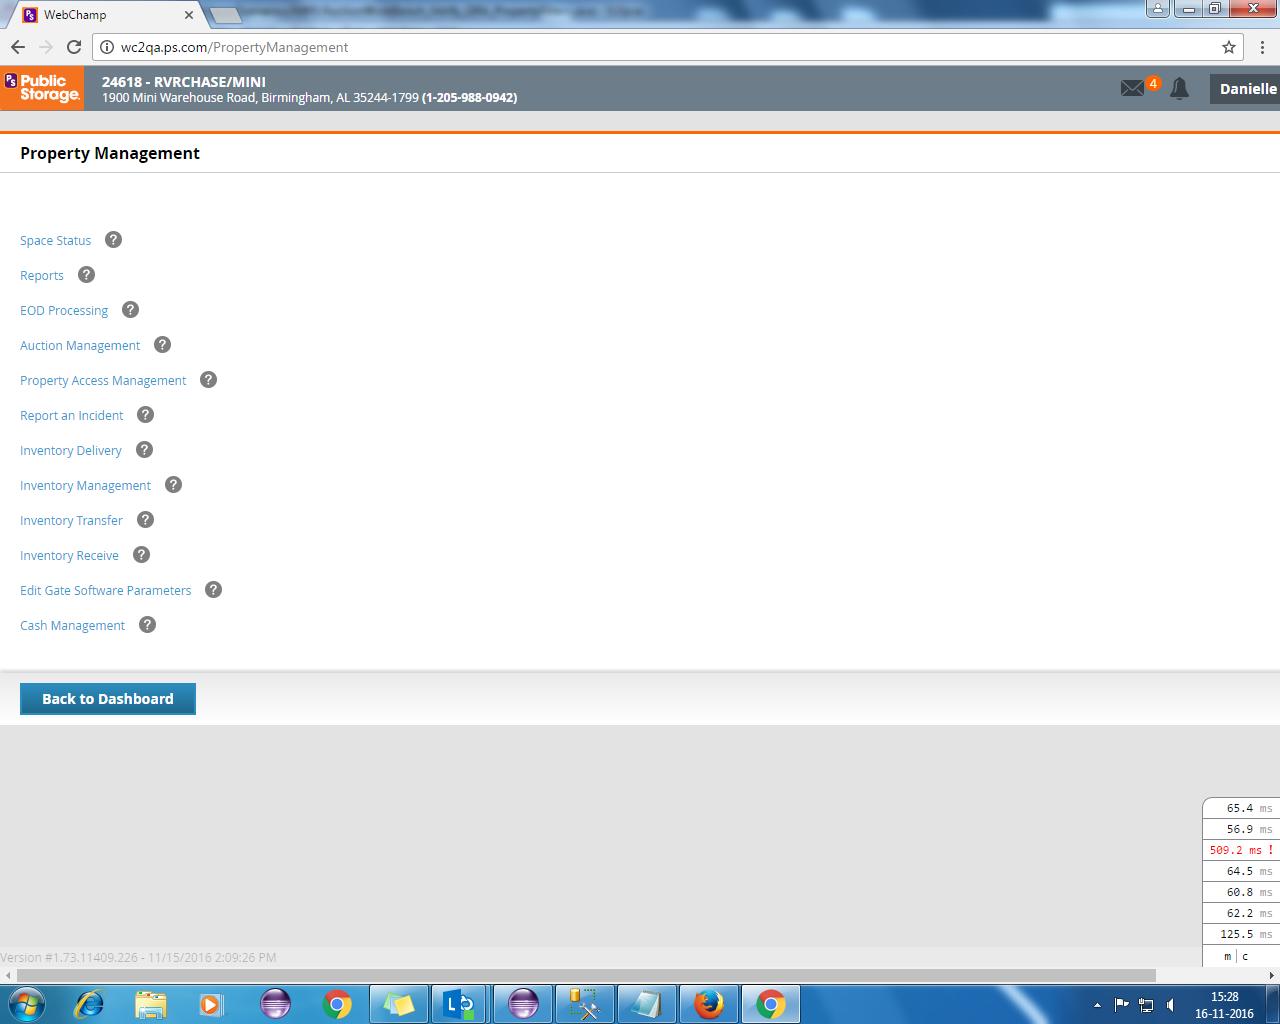 WebChamp
wc2qa.ps.com/PropertyManagement
PS Public Storage.
24618 - RVRCHASE/MINI
1900 Mini Warehouse Road, Birmingham, AL 35244-1799 (1-205-988-0942)
4
Danielle
Property Management
Space Status ?
Reports ?
EOD Processing ?
Auction Management ?
Property Access Management ?
Report an Incident ?
Inventory Delivery ?
Inventory Management ?
Inventory Transfer ?
Inventory Receive ?
Edit Gate Software Parameters ?
Cash Management ?
Back to Dashboard
65.4 ms
56.9 ms
509.2 ms !
64.5 ms
60.8 ms
62.2 ms
125.5 ms
m | c
Version #1.73.11409.226 - 11/15/2016 2:09:26 PM
15:28
16-11-2016